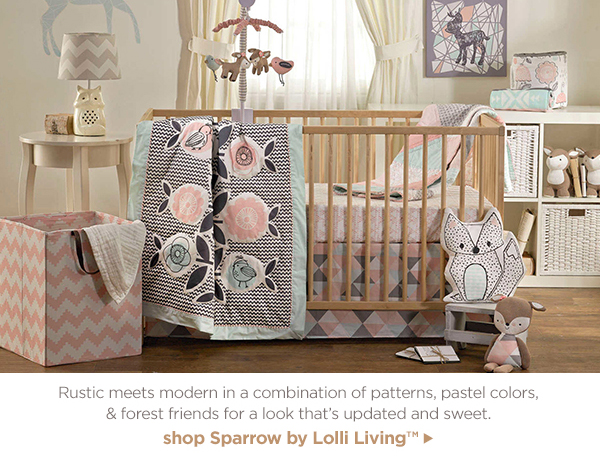 Rustic meets modern in a combination of patterns, pastel colors,
& forest friends for a look that's updated and sweet.
shop Sparrow by Lolli Living™ ▶